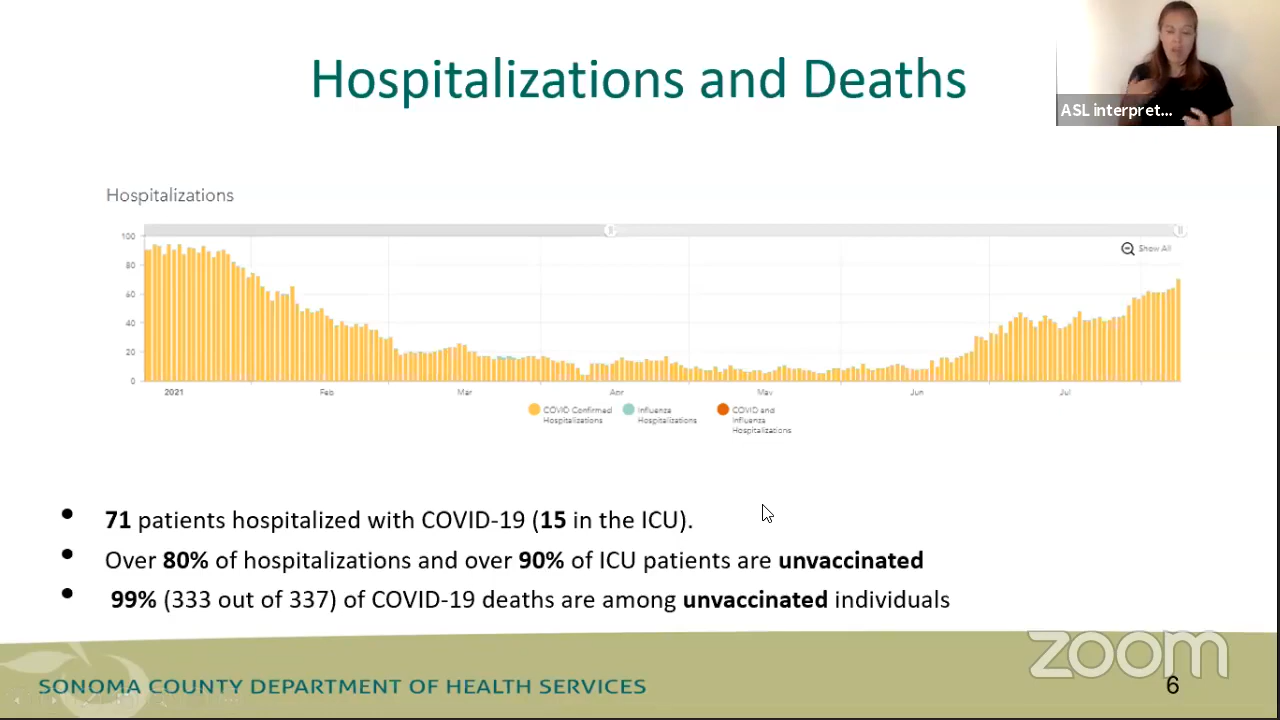 Hospitalizations and Deaths
ASL interpret...
Hospitalizations
100
80
60
40
20
0
Show All
2021
Feb
Mar
Apr
May
Jun
Jul
COVID Confirmed
Hospitalizations
Influenza
Hospitalizations
COVID and
Influenza
Hospitalizations
• 71 patients hospitalized with COVID-19 (15 in the ICU).
• Over 80% of hospitalizations and over 90% of ICU patients are unvaccinated
• 99% (333 out of 337) of COVID-19 deaths are among unvaccinated individuals
zoom
SONOMA COUNTY DEPARTMENT OF HEALTH SERVICES
6